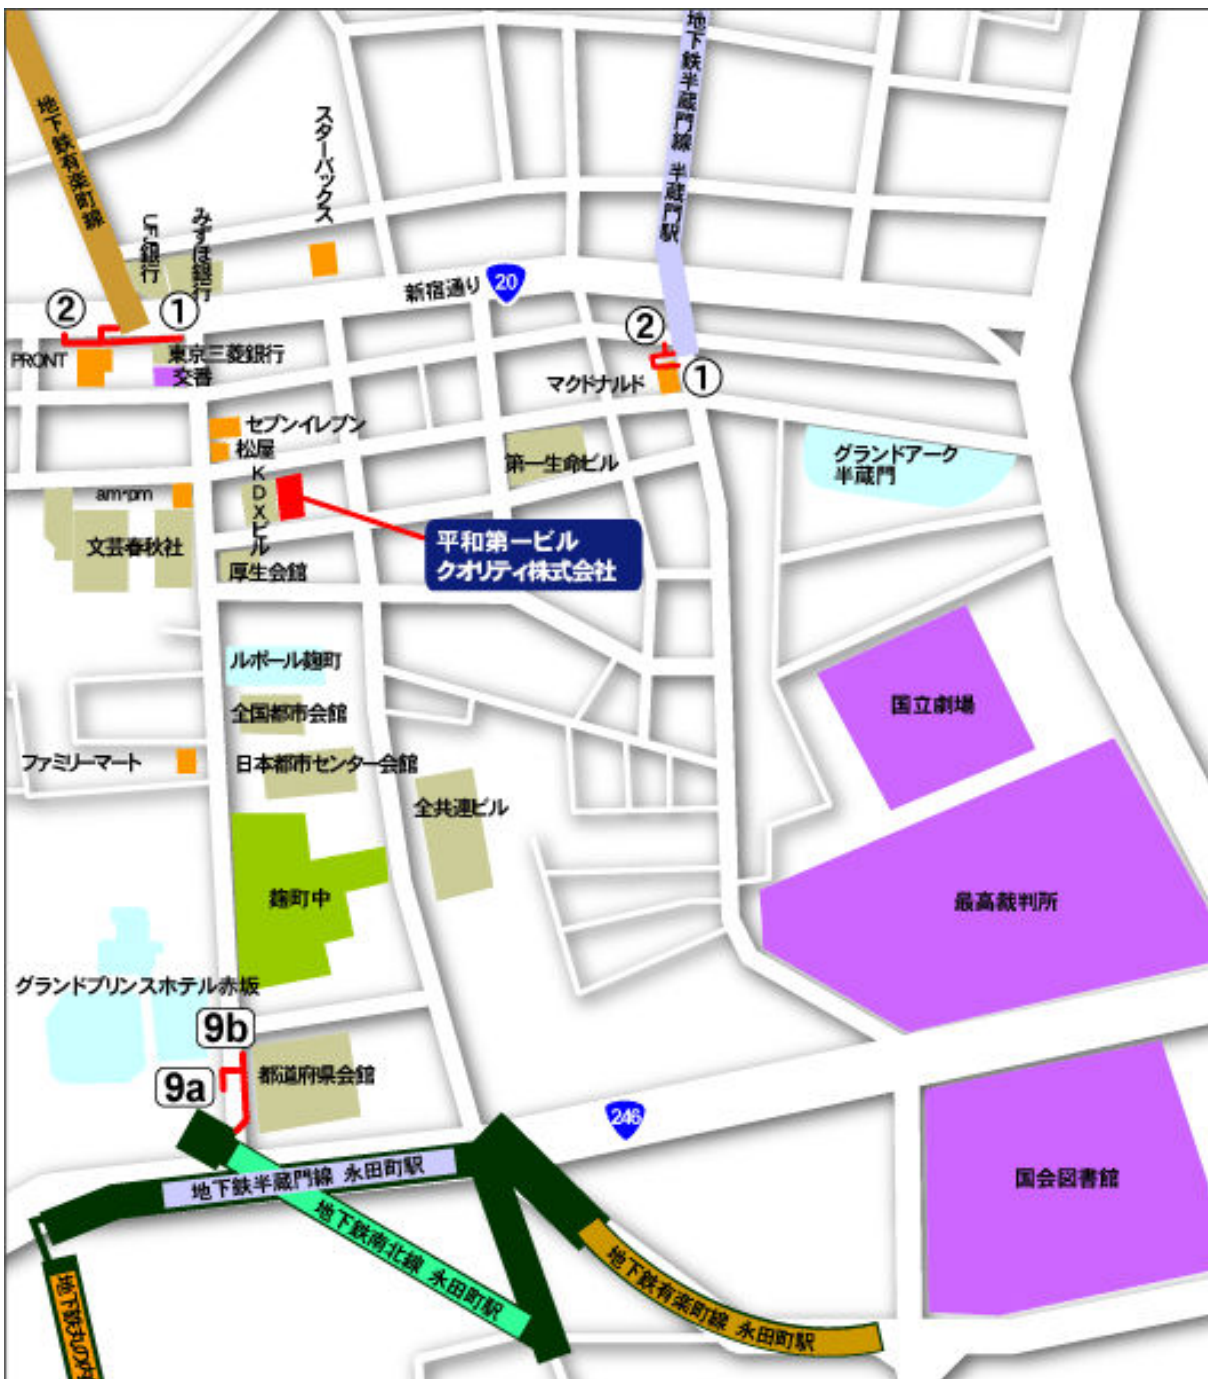 地下鉄有楽町線
スターバックス
地下鉄半蔵門線 半蔵門駅
UFJ銀行
みずほ銀行
新宿通り
20
②
①
PRONT
東京三菱銀行
交番
②
①
マクドナルド
セブンイレブン
松屋
KDXビル
第一生命ビル
グランドアーク
半蔵門
am・pm
文芸春秋社
平和第一ビル
クオリティ株式会社
厚生会館
ルポール麹町
全国都市会館
国立劇場
ファミリーマート
日本都市センター会館
全共連ビル
麹町中
最高裁判所
グランドプリンスホテル赤坂
9b
9a
都道府県会館
246
地下鉄半蔵門線 永田町駅
国会図書館
地下鉄南北線 永田町駅
地下鉄有楽町線 永田町駅
地下鉄丸の内